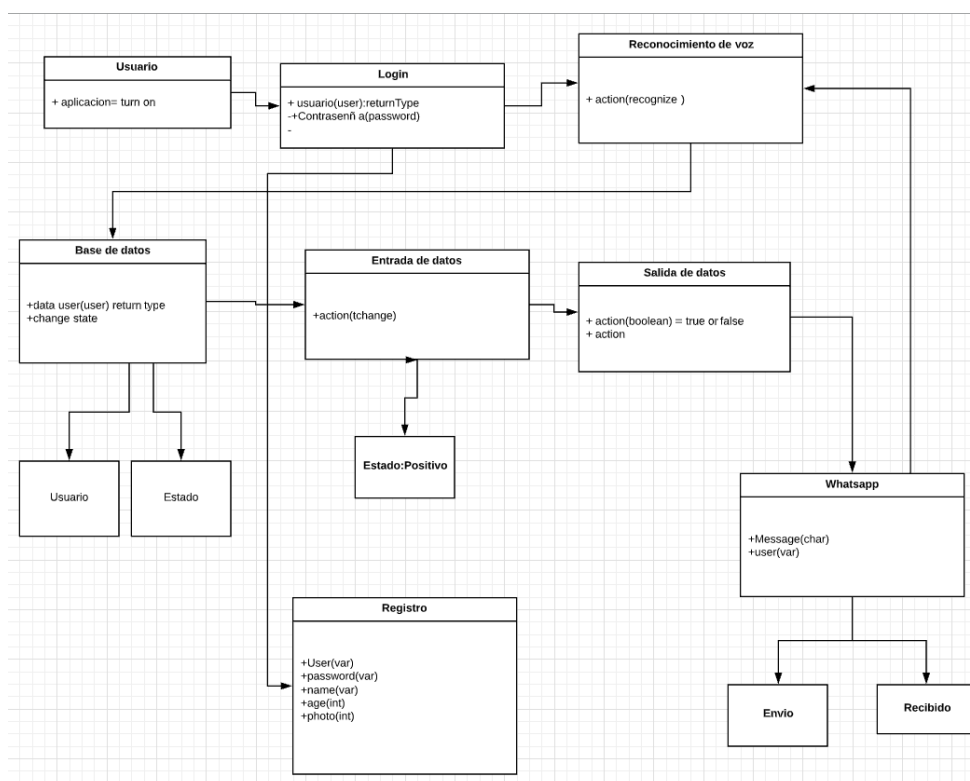 Usuario
+ aplicacion= turn on
Login
+ usuario(user):returnType
-+Contrasenñ a(password)
-
Reconocimiento de voz
+ action(recognize )
Base de datos
+data user(user) return type
+change state
Entrada de datos
+action(tchange)
Salida de datos
+ action(boolean) = true or false
+ action
Usuario
Estado
Estado:Positivo
Whatsapp
+Message(char)
+user(var)
Registro
+User(var)
+password(var)
+name(var)
+age(int)
+photo(int)
Envio
Recibido